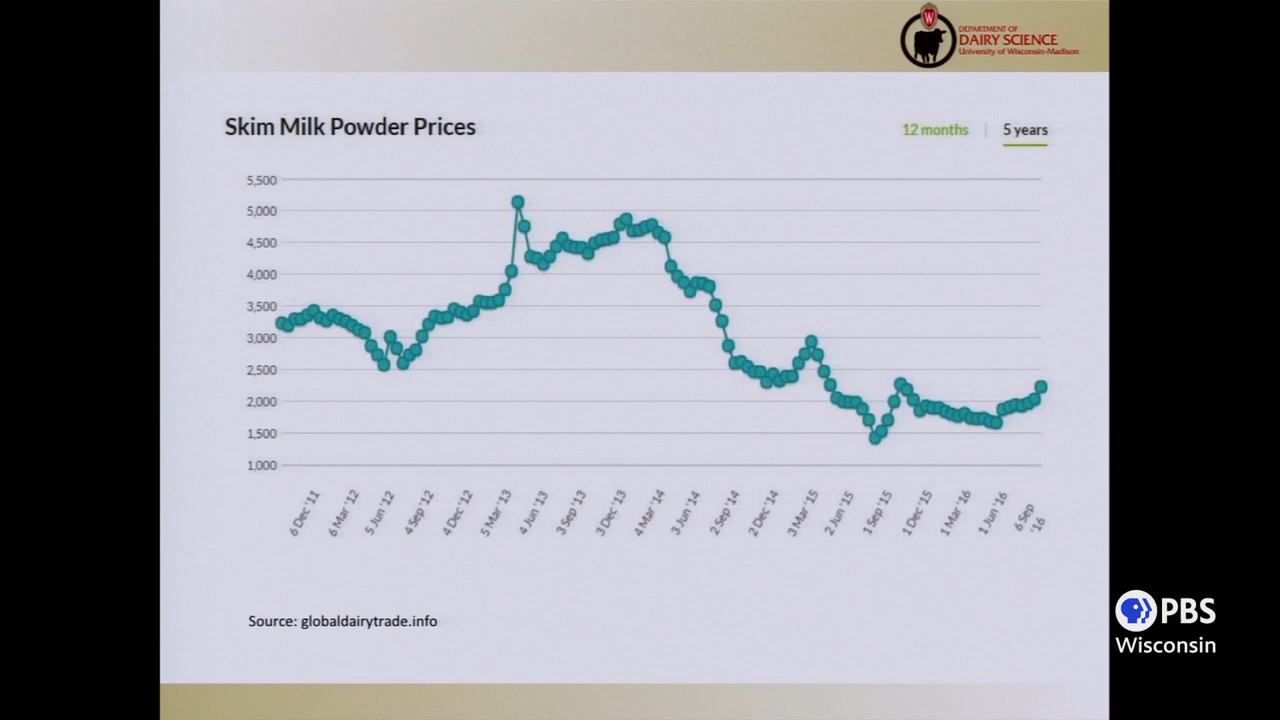 W
DEPARTMENT OF
DAIRY SCIENCE
University of Wisconsin-Madison
Skim Milk Powder Prices
12 months | 5 years
5,500
5,000
4,500
4,000
3,500
3,000
2,500
2,000
1,500
1,000
6 Dec '11
6 Mar '12
5 Jun '12
4 Sep '12
4 Dec '12
5 Mar '13
4 Jun '13
3 Sep '13
3 Dec '13
4 Mar '14
3 Jun '14
2 Sep '14
2 Dec '14
3 Mar '15
2 Jun '15
1 Sep '15
1 Dec '15
1 Mar '16
1 Jun '16
6 Sep
'16
Source: globaldairytrade.info
PBS
Wisconsin